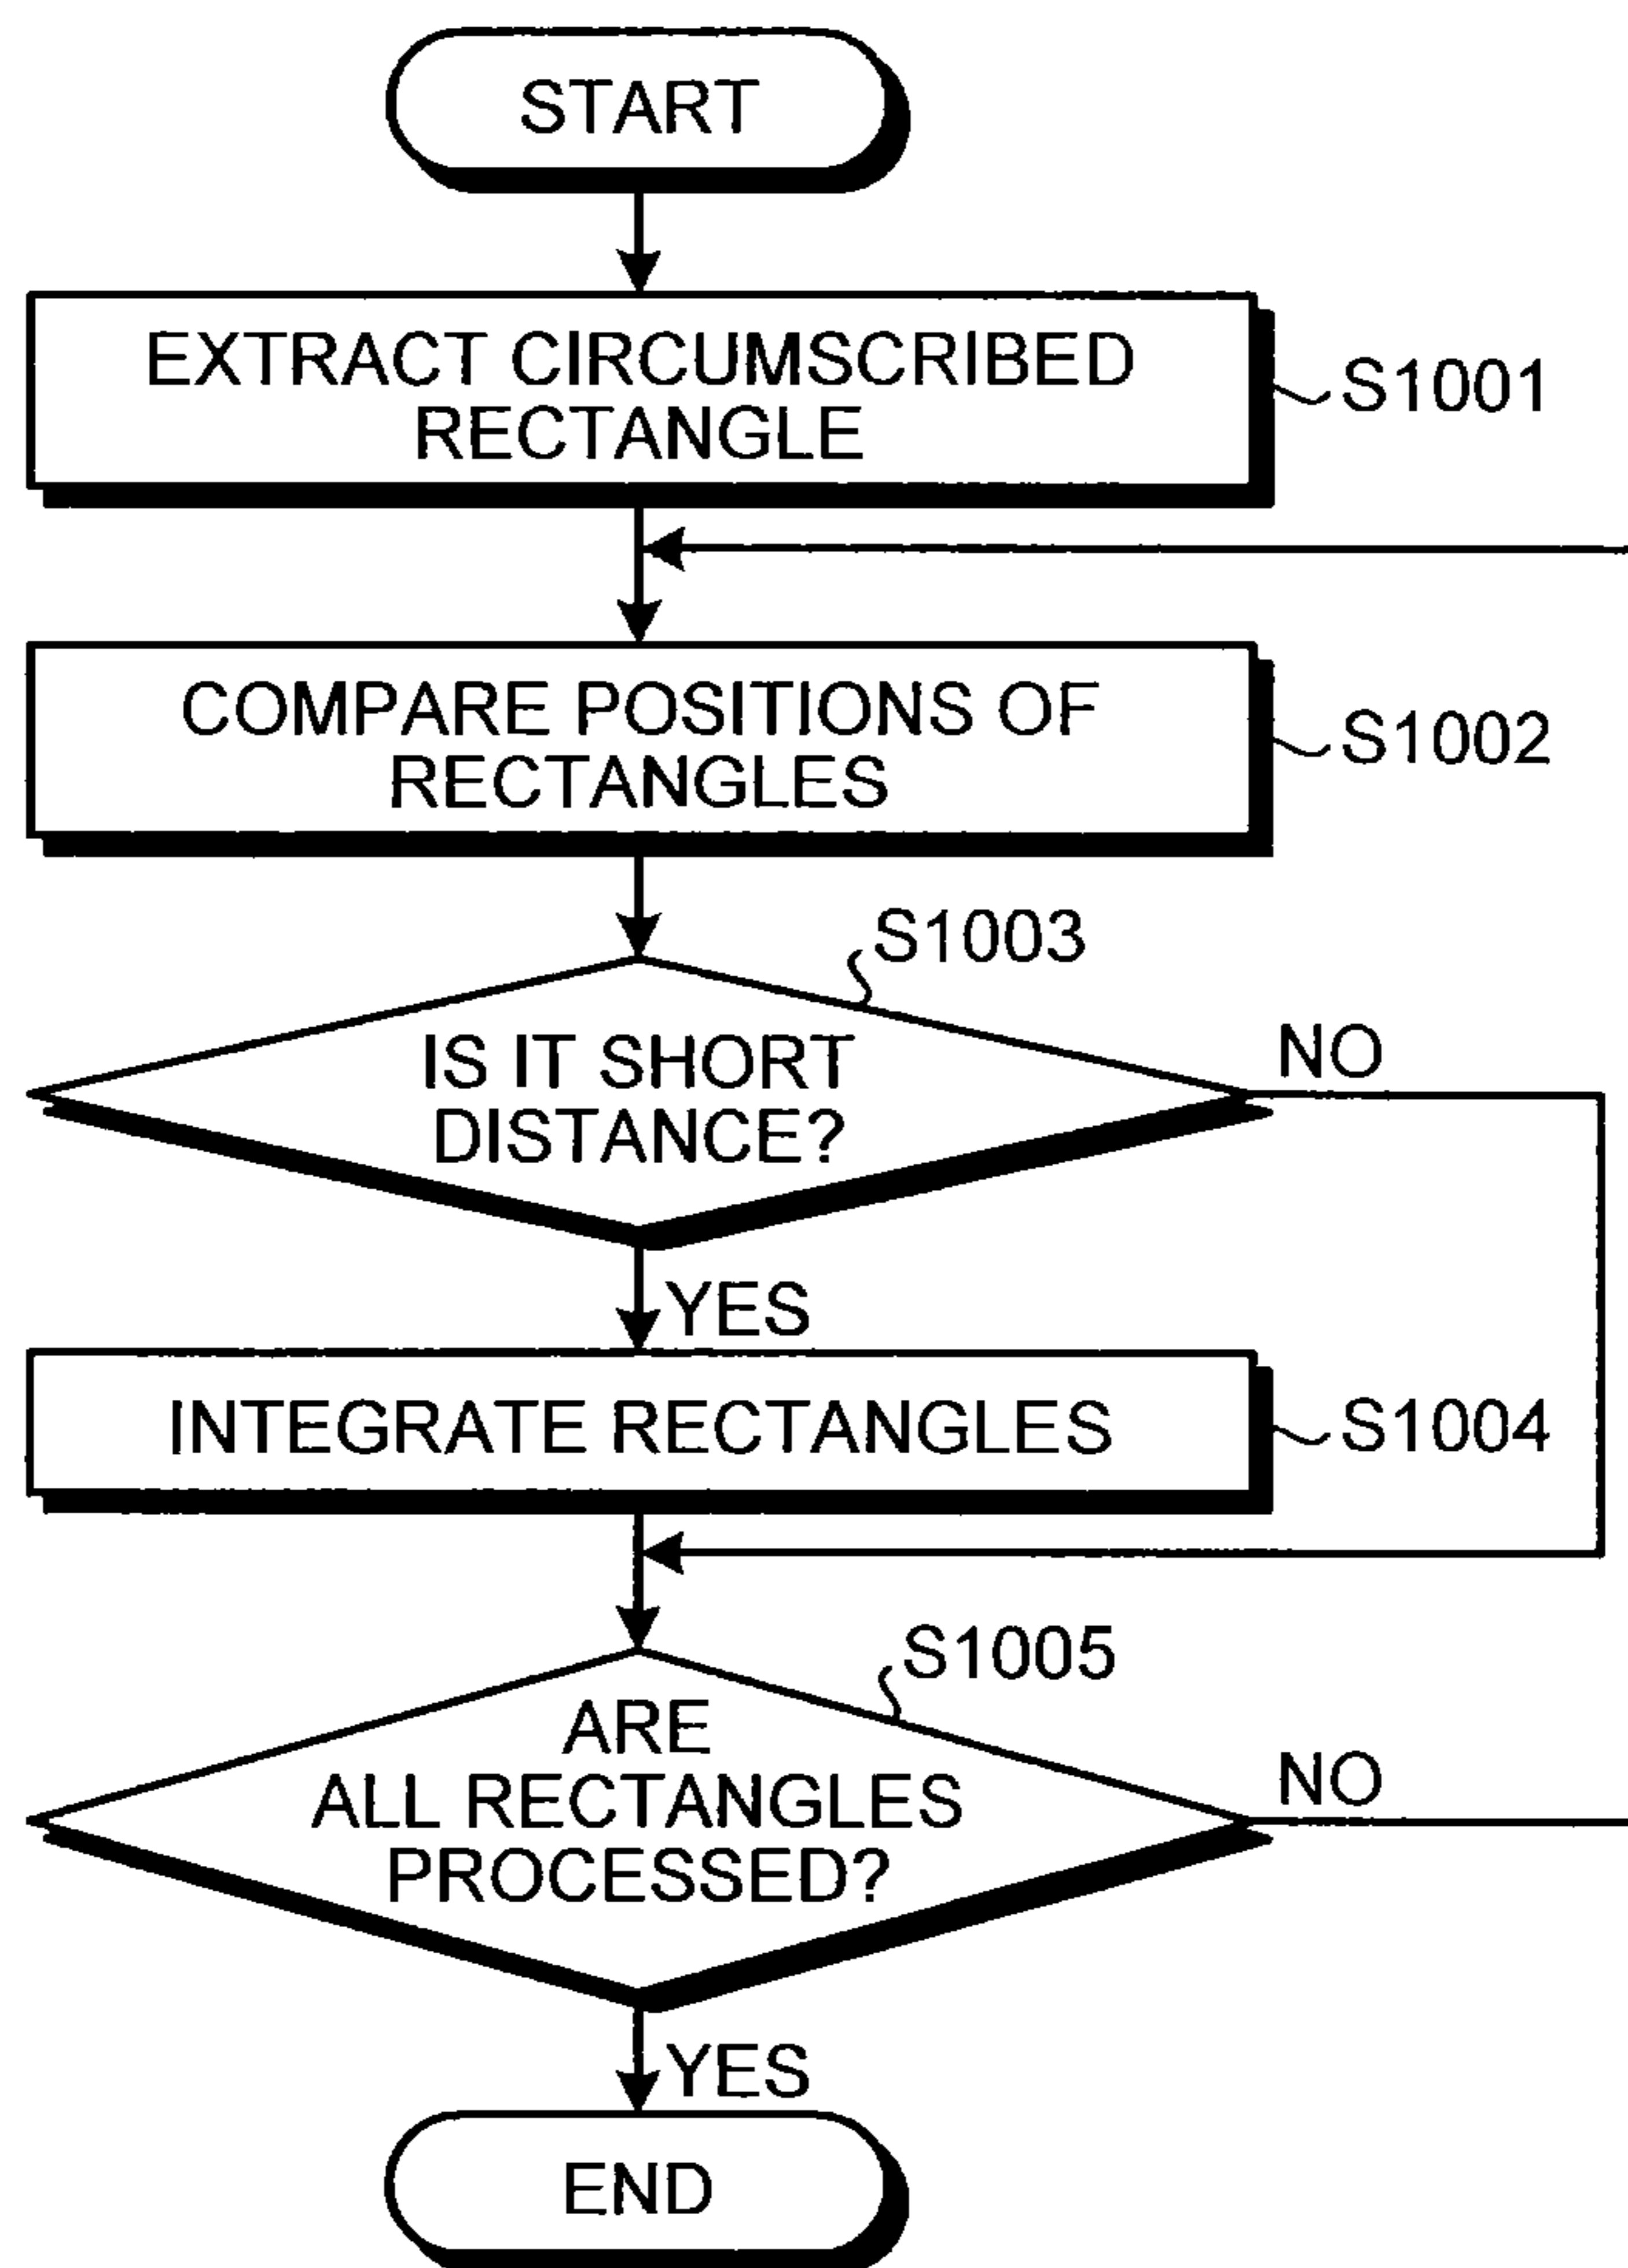 START
EXTRACT CIRCUMSCRIBED
RECTANGLE
S1001
COMPARE POSITIONS OF
RECTANGLES
S1002
S1003
IS IT SHORT
DISTANCE?
NO
YES
INTEGRATE RECTANGLES
S1004
S1005
ARE
ALL RECTANGLES
PROCESSED?
NO
YES
END